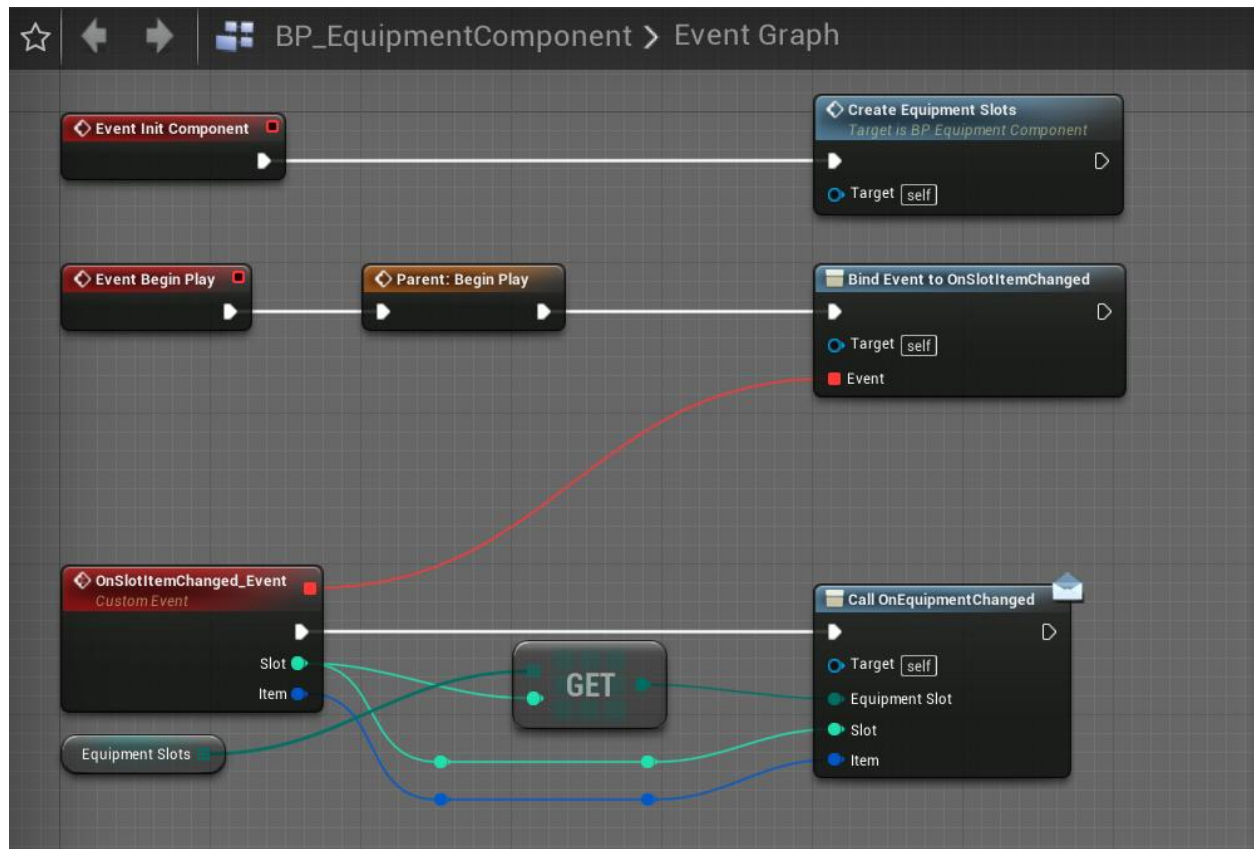 BP_EquipmentComponent > Event Graph
Event Init Component
Create Equipment Slots
Target is BP Equipment Component
Target self
Event Begin Play
Parent: Begin Play
Bind Event to OnSlotItemChanged
Target self
Event
OnSlotItemChanged_Event
Custom Event
Slot
Item
Equipment Slots
GET
Call OnEquipmentChanged
Target self
Equipment Slot
Slot
Item